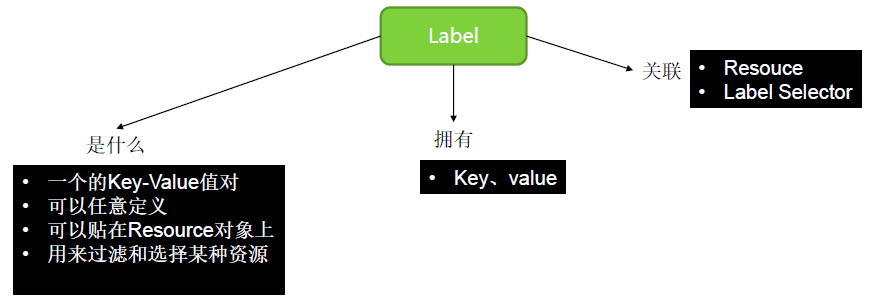 Label
关联
• Resouce
• Label Selector
是什么
• 一个的Key-Value值对
• 可以任意定义
• 可以贴在Resource对象上
• 用来过滤和选择某种资源
拥有
• Key、value